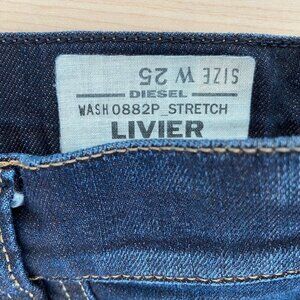 SIZE W 25
DIESEL
WASH 0882P_STRETCH
LIVIER